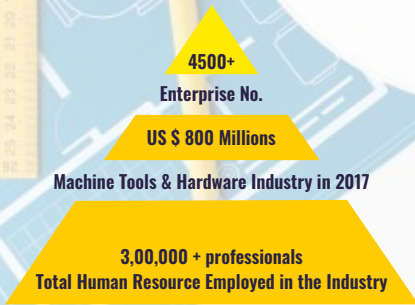 4500+
Enterprise No.
US $ 800 Millions
Machine Tools & Hardware Industry in 2017
3,00,000 + professionals
Total Human Resource Employed in the Industry